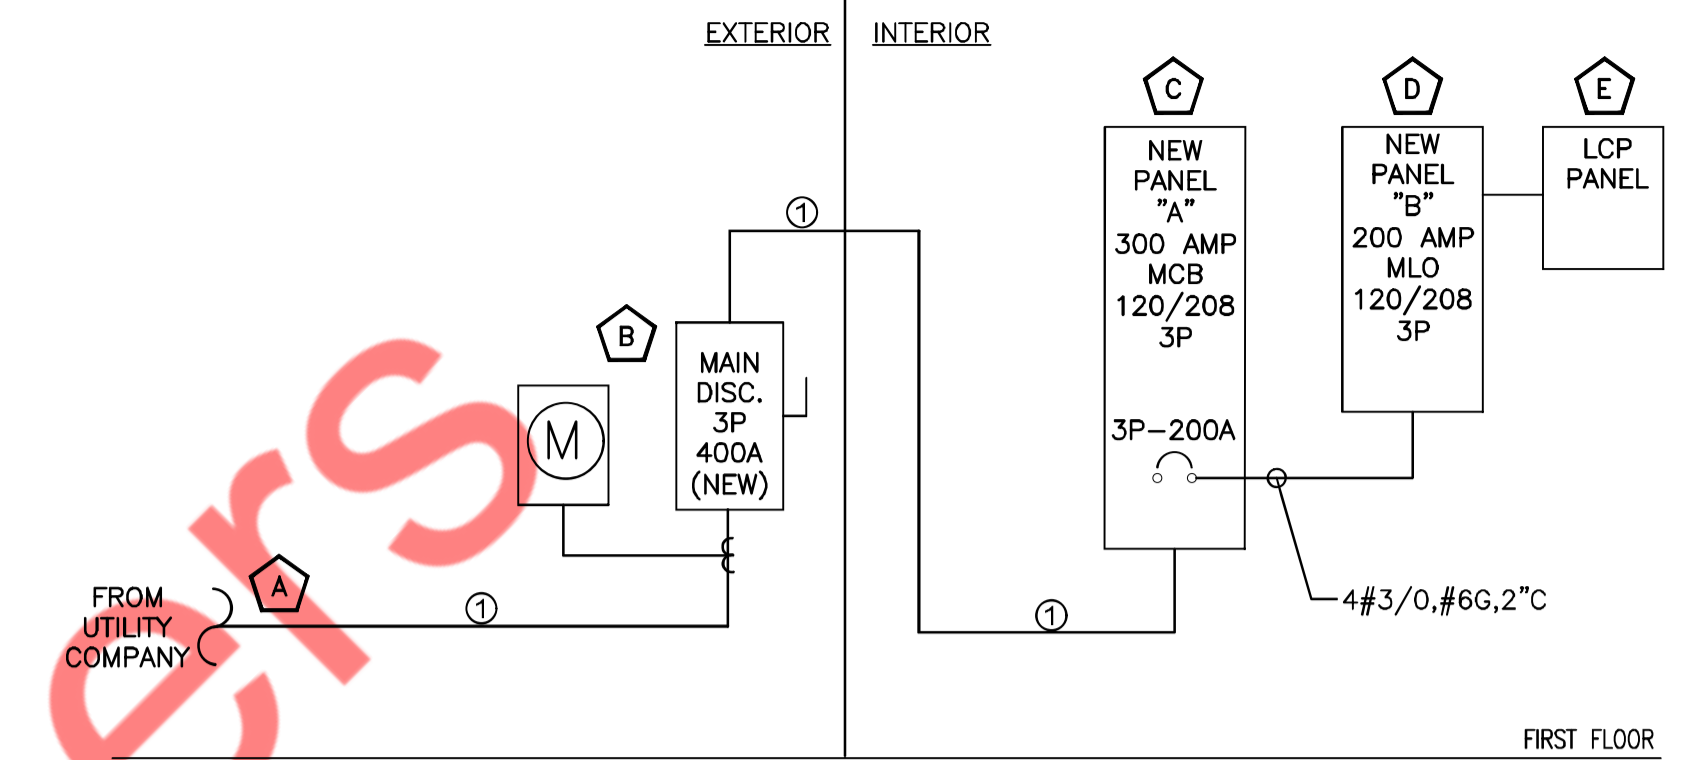 EXTERIOR
INTERIOR
C
D
E
NEW
PANEL
"A"
300 AMP
MCB
120/208
3P
3P-200A
NEW
PANEL
"B"
200 AMP
MLO
120/208
3P
LCP
PANEL
1
B
MAIN
DISC.
3P
400A
(NEW)
M
A
FROM
UTILITY
COMPANY
1
1
4#3/0,#6G,2"C
FIRST FLOOR
ers